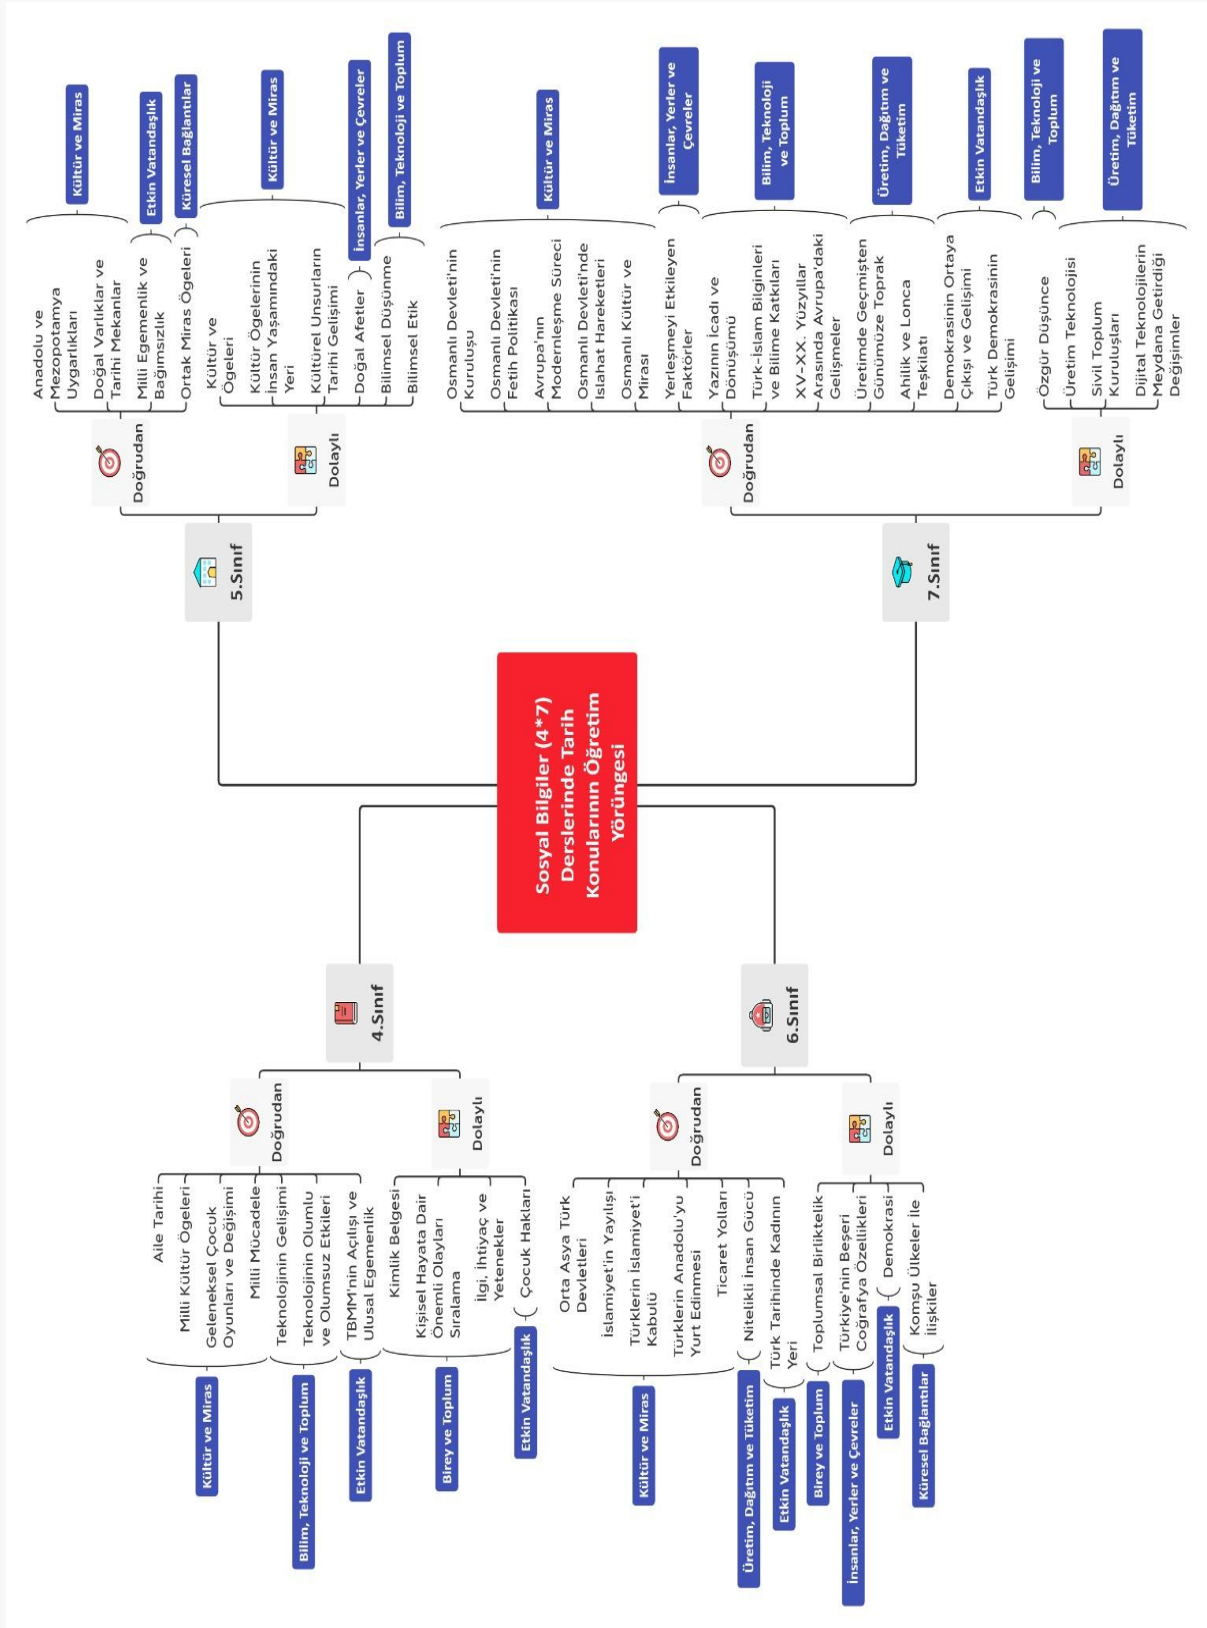 Sosyal Bilgiler (4*7)
Derslerinde Tarih
Konularının Öğretim
Yörüngesi
4.Sınıf
Doğrudan
Aile Tarihi
Milli Kültür Ögeleri
Geleneksel Çocuk
Oyunları ve Değişimi
Milli Mücadele
Kültür ve Miras
Teknolojinin Gelişimi
Teknolojinin Olumlu
ve Olumsuz Etkileri
Bilim, Teknoloji ve Toplum
TBMM'nin Açılışı ve
Ulusal Egemenlik
Etkin Vatandaşlık
Dolaylı
Kimlik Belgesi
Kişisel Hayata Dair
Önemli Olayları
Sıralama
İlgi, İhtiyaç ve
Yetenekler
Birey ve Toplum
Çocuk Hakları
Etkin Vatandaşlık
6.Sınıf
Doğrudan
Orta Asya Türk
Devletleri
İslamiyet'in Yayılışı
Türklerin İslamiyet'i
Kabulü
Türklerin Anadolu'yu
Yurt Edinmesi
Ticaret Yolları
Kültür ve Miras
Nitelikli İnsan Gücü
Üretim, Dağıtım ve Tüketim
Türk Tarihinde Kadının
Yeri
Etkin Vatandaşlık
Dolaylı
Toplumsal Birliktelik
Birey ve Toplum
Türkiye'nin Beşeri
Coğrafya Özellikleri
İnsanlar, Yerler ve Çevreler
Demokrasi
Etkin Vatandaşlık
Komşu Ülkeler İle
İlişkiler
Küresel Bağlantılar
5.Sınıf
Doğrudan
Anadolu ve
Mezopotamya
Uygarlıkları
Doğal Varlıklar ve
Tarihi Mekanlar
Kültür ve Miras
Milli Egemenlik ve
Bağımsızlık
Etkin Vatandaşlık
Ortak Miras Ögeleri
Küresel Bağlantılar
Dolaylı
Kültür ve
Ögeleri
Kültür Ögelerinin
İnsan Yaşamındaki
Yeri
Kültürel Unsurların
Tarihi Gelişimi
Kültür ve Miras
Doğal Afetler
İnsanlar, Yerler ve Çevreler
Bilimsel Düşünme
Bilimsel Etik
Bilim, Teknoloji ve Toplum
7.Sınıf
Doğrudan
Osmanlı Devleti'nin
Kuruluşu
Osmanlı Devleti'nin
Fetih Politikası
Avrupa'nın
Modernleşme Süreci
Osmanlı Devleti'nde
Islahat Hareketleri
Osmanlı Kültür ve
Mirası
Kültür ve Miras
Yerleşmeyi Etkileyen
Faktörler
İnsanlar, Yerler ve
Çevreler
Yazının İcadı ve
Dönüşümü
Türk-İslam Bilginleri
ve Bilime Katkıları
XV-XX. Yüzyıllar
Arasında Avrupa'daki
Gelişmeler
Bilim, Teknoloji
ve Toplum
Üretimde Geçmişten
Günümüze Toprak
Ahilik ve Lonca
Teşkilatı
Üretim, Dağıtım ve
Tüketim
Demokrasinin Ortaya
Çıkışı ve Gelişimi
Türk Demokrasinin
Gelişimi
Etkin Vatandaşlık
Dolaylı
Özgür Düşünce
Bilim, Teknoloji ve
Toplum
Üretim Teknolojisi
Sivil Toplum
Kuruluşları
Dijital Teknolojilerin
Meydana Getirdiği
Değişimler
Üretim, Dağıtım ve
Tüketim